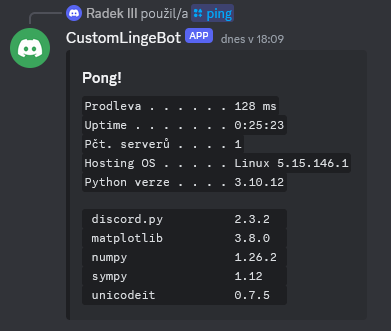 Radek III použil/a ping
CustomLingeBot APP dnes v 18:09
Pong!
Prodleva . . . . . . 128 ms
Uptime . . . . . . . 0:25:23
Pčt. serverů . . . . 1
Hosting OS . . . . . Linux 5.15.146.1
Python verze . . . . 3.10.12
discord.py 2.3.2
matplotlib 3.8.0
numpy 1.26.2
sympy 1.12
unicodeit 0.7.5